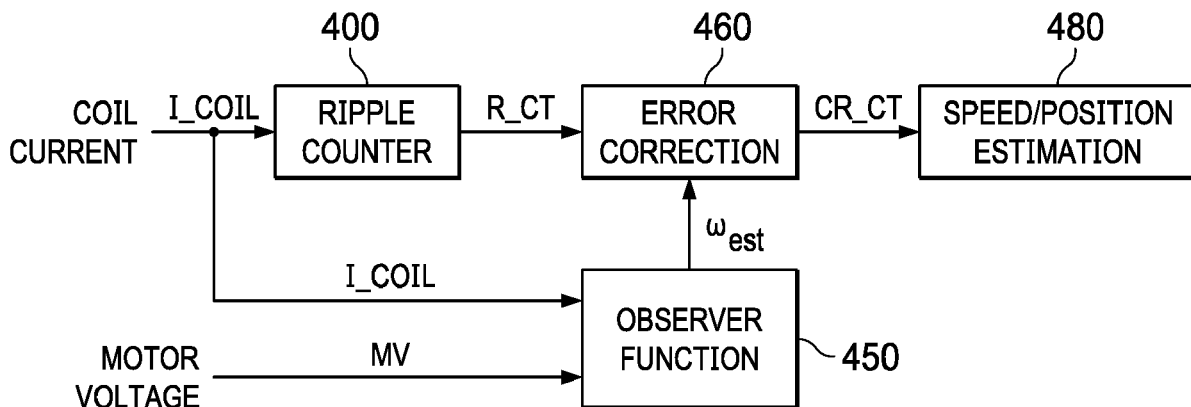 400
460
480
COIL
CURRENT
I_COIL
RIPPLE
COUNTER
R_CT
ERROR
CORRECTION
CR_CT
SPEED/POSITION
ESTIMATION
ωest
I_COIL
OBSERVER
FUNCTION
450
MOTOR
VOLTAGE
MV